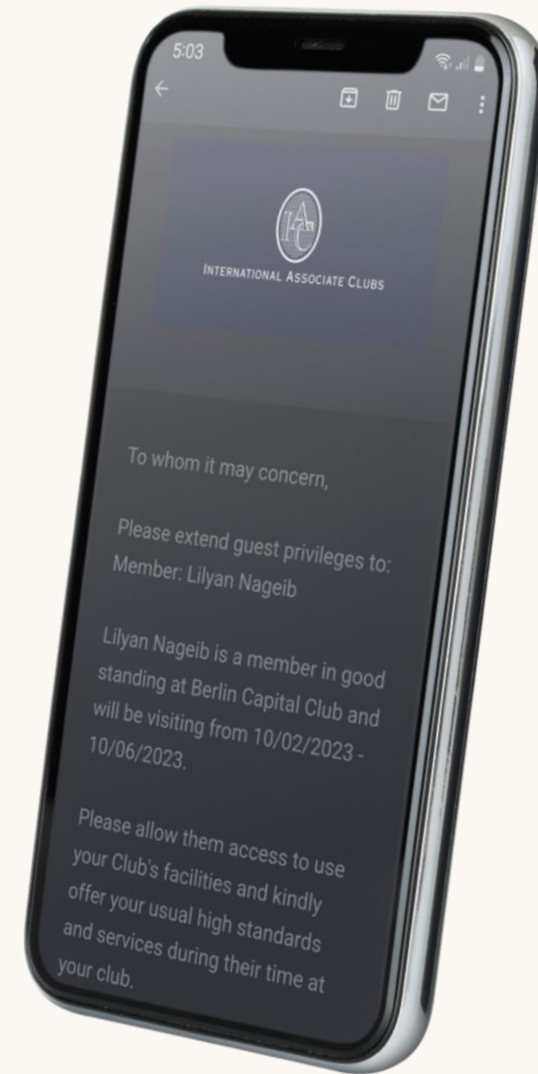 5:03
IAC
INTERNATIONAL ASSOCIATE CLUBS
To whom it may concern,
Please extend guest privileges to:
Member: Lilyan Nageib
Lilyan Nageib is a member in good
standing at Berlin Capital Club and
will be visiting from 10/02/2023 -
10/06/2023.
Please allow them access to use
your Club's facilities and kindly
offer your usual high standards
and services during their time at
your club.